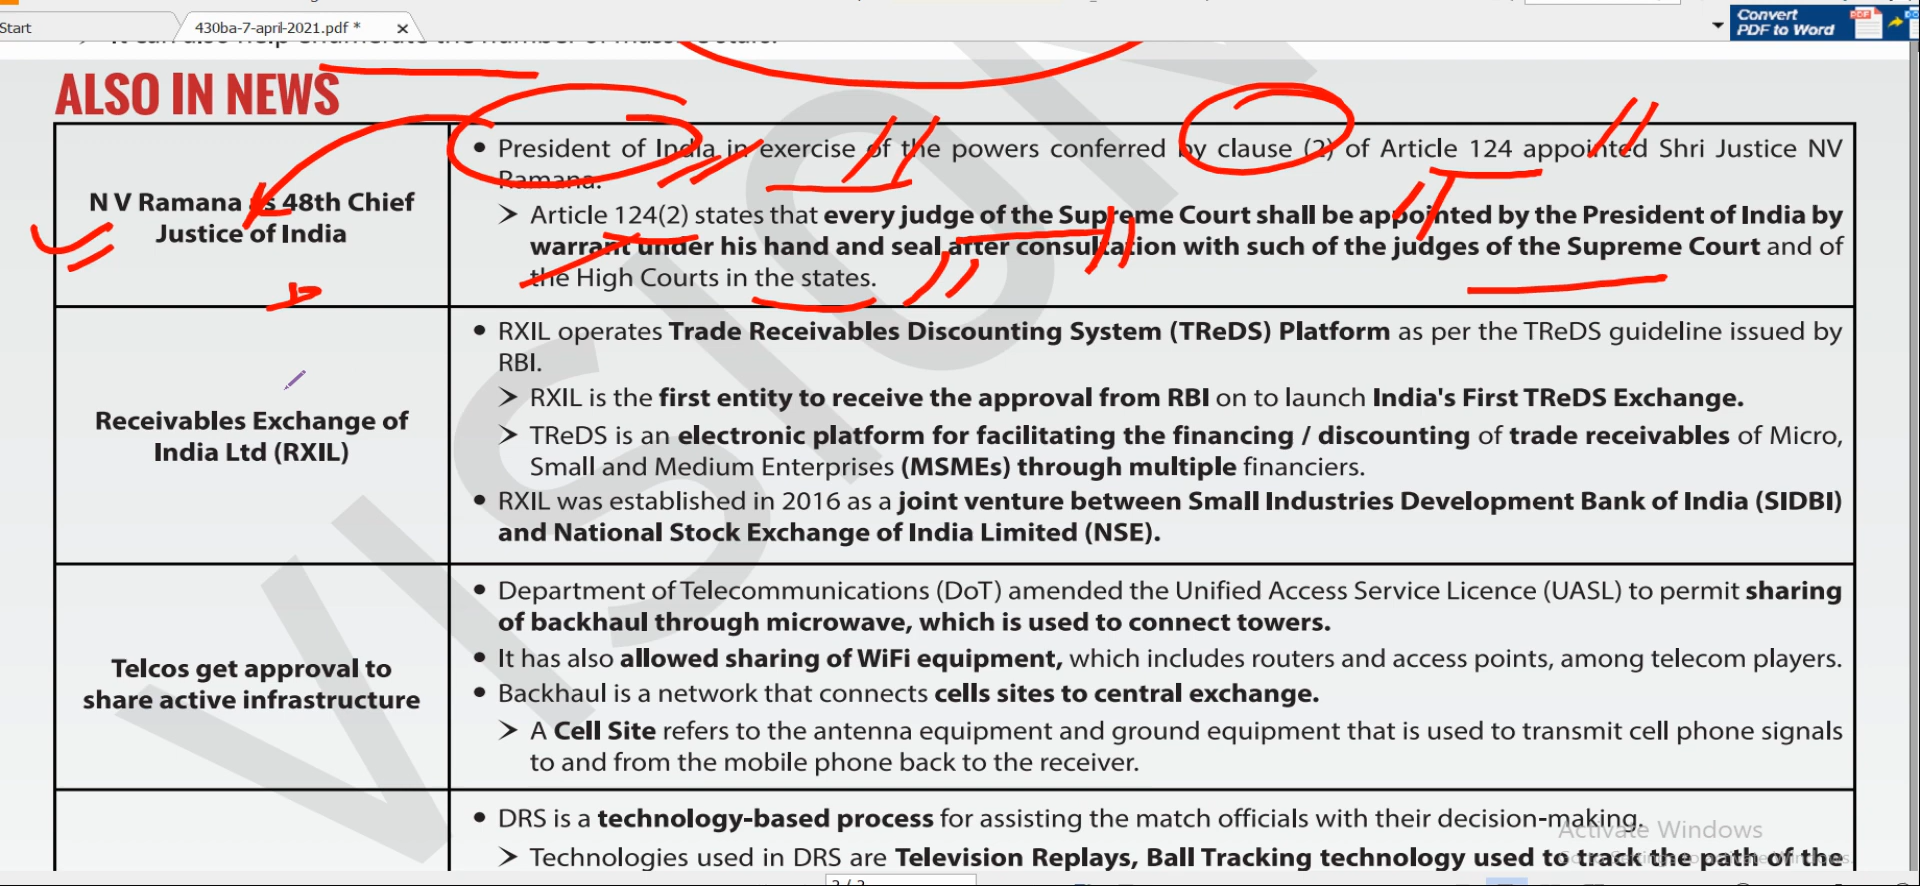 Start
430ba-7-april-2021.pdf *
Convert
PDF to Word
ALSO IN NEWS
N V Ramana as 48th Chief
Justice of India
• President of India in exercise of the powers conferred by clause (2) of Article 124 appointed Shri Justice NV
Ramana.
➢ Article 124(2) states that every judge of the Supreme Court shall be appointed by the President of India by
warrant under his hand and seal after consultation with such of the judges of the Supreme Court and of
the High Courts in the states.
Receivables Exchange of
India Ltd (RXIL)
• RXIL operates Trade Receivables Discounting System (TReDS) Platform as per the TReDS guideline issued by
RBI.
➢ RXIL is the first entity to receive the approval from RBI on to launch India's First TReDS Exchange.
➢ TReDS is an electronic platform for facilitating the financing / discounting of trade receivables of Micro,
Small and Medium Enterprises (MSMEs) through multiple financiers.
• RXIL was established in 2016 as a joint venture between Small Industries Development Bank of India (SIDBI)
and National Stock Exchange of India Limited (NSE).
Telcos get approval to
share active infrastructure
• Department of Telecommunications (DoT) amended the Unified Access Service Licence (UASL) to permit sharing
of backhaul through microwave, which is used to connect towers.
• It has also allowed sharing of WiFi equipment, which includes routers and access points, among telecom players.
• Backhaul is a network that connects cells sites to central exchange.
➢ A Cell Site refers to the antenna equipment and ground equipment that is used to transmit cell phone signals
to and from the mobile phone back to the receiver.
• DRS is a technology-based process for assisting the match officials with their decision-making.
➢ Technologies used in DRS are Television Replays, Ball Tracking technology used to track the path of the
Activate Windows
Go to Settings to activate Windows.
VISION